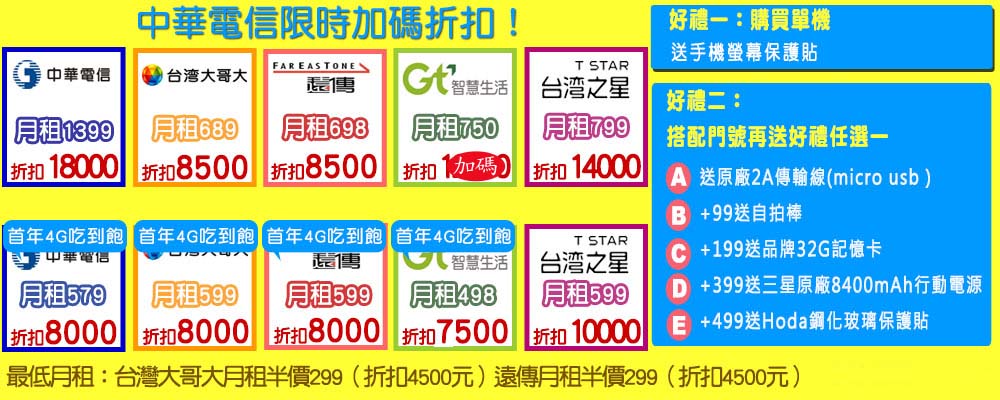 中華電信限時加碼折扣！
中華電信
月租1399
折扣18000
台灣大哥大
月租689
折扣8500
FAREASTONE
遠傳
月租698
折扣8500
Gt
智慧生活
月租750
折扣1 加碼 0
T STAR
台灣之星
月租799
折扣14000
首年4G吃到飽
中華電信
月租579
折扣8000
首年4G吃到飽
台灣大哥大
月租599
折扣8000
首年4G吃到飽
遠傳
月租599
折扣8000
首年4G吃到飽
Gt
智慧生活
月租498
折扣7500
T STAR
台灣之星
月租599
折扣10000
最低月租：台灣大哥大月租半價299（折扣4500元）遠傳月租半價299（折扣4500元）
好禮一：購買單機
送手機螢幕保護貼
好禮二：
搭配門號再送好禮任選一
A 送原廠2A傳輸線(micro usb )
B +99送自拍棒
C +199送品牌32G記憶卡
D +399送三星原廠8400mAh行動電源
E +499送Hoda鋼化玻璃保護貼